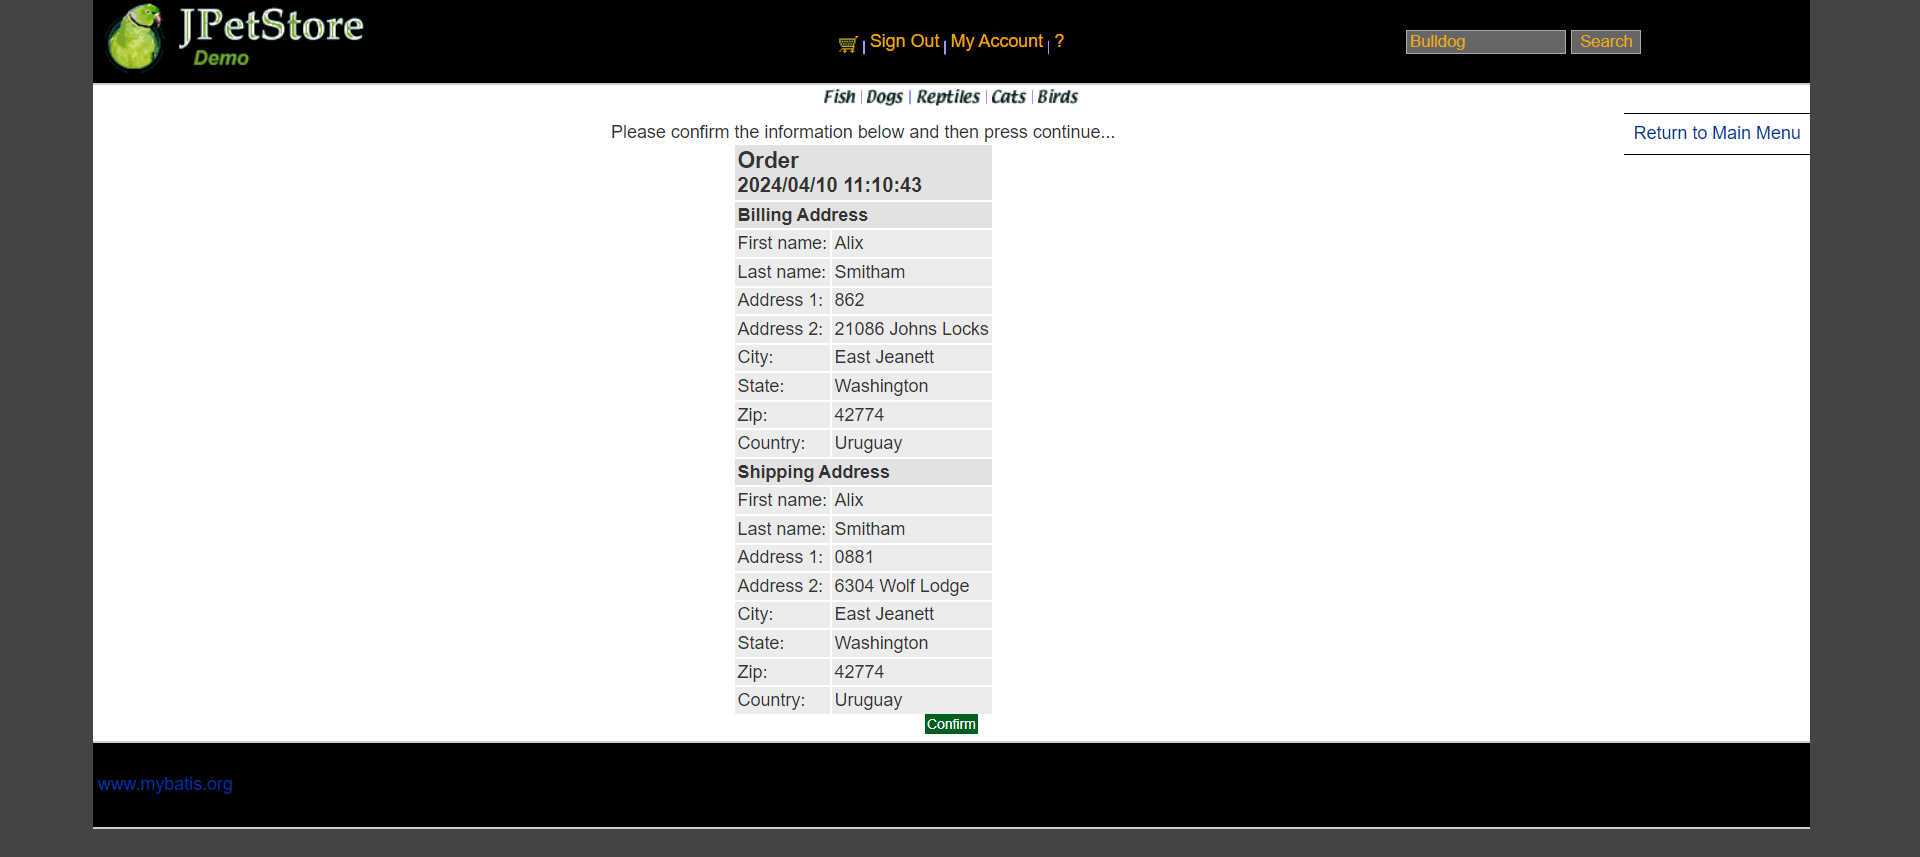 JPetStore
Demo
Sign Out | My Account | ?
Bulldog
Search
Fish | Dogs | Reptiles | Cats | Birds
Please confirm the information below and then press continue...
Return to Main Menu
Order
2024/04/10 11:10:43
Billing Address
First name: Alix
Last name: Smitham
Address 1: 862
Address 2: 21086 Johns Locks
City: East Jeanett
State: Washington
Zip: 42774
Country: Uruguay
Shipping Address
First name: Alix
Last name: Smitham
Address 1: 0881
Address 2: 6304 Wolf Lodge
City: East Jeanett
State: Washington
Zip: 42774
Country: Uruguay
Confirm
www.mybatis.org